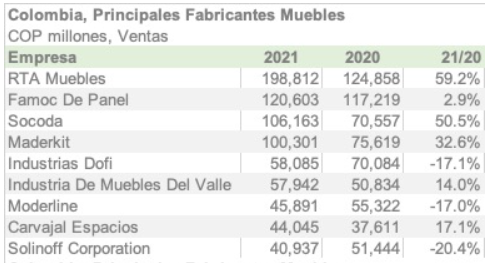 Colombia, Principales Fabricantes Muebles
COP millones, Ventas
Empresa 2021 2020 21/20
RTA Muebles 198,812 124,858 59.2%
Famoc De Panel 120,603 117,219 2.9%
Socoda 106,163 70,557 50.5%
Maderkit 100,301 75,619 32.6%
Industrias Dofi 58,085 70,084 -17.1%
Industria De Muebles Del Valle 57,942 50,834 14.0%
Moderline 45,891 55,322 -17.0%
Carvajal Espacios 44,045 37,611 17.1%
Solinoff Corporation 40,937 51,444 -20.4%